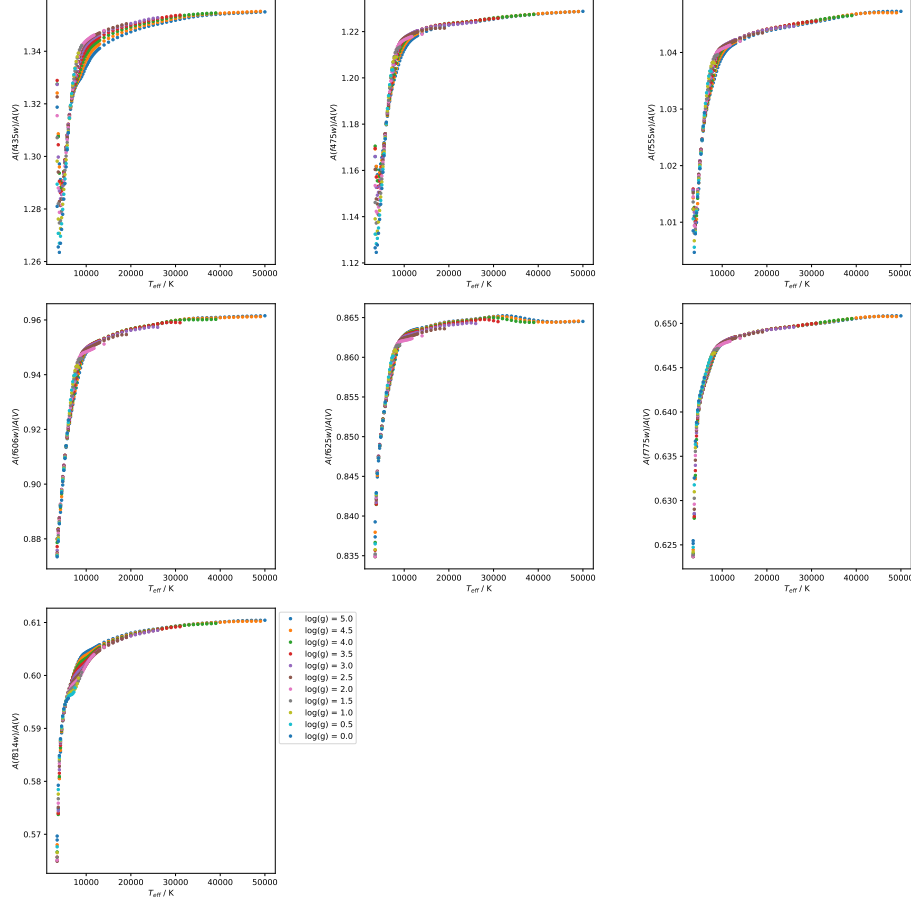 A(f435w)/A(V)
1.34
1.32
1.30
1.28
1.26
10000 20000 30000 40000 50000
T_eff / K
A(f475w)/A(V)
1.22
1.20
1.18
1.16
1.14
1.12
10000 20000 30000 40000 50000
T_eff / K
A(f555w)/A(V)
1.04
1.03
1.02
1.01
10000 20000 30000 40000 50000
T_eff / K
A(f606w)/A(V)
0.96
0.94
0.92
0.90
0.88
10000 20000 30000 40000 50000
T_eff / K
A(f625w)/A(V)
0.865
0.860
0.855
0.850
0.845
0.840
0.835
10000 20000 30000 40000 50000
T_eff / K
A(f775w)/A(V)
0.650
0.645
0.640
0.635
0.630
0.625
10000 20000 30000 40000 50000
T_eff / K
A(f814w)/A(V)
0.61
0.60
0.59
0.58
0.57
10000 20000 30000 40000 50000
T_eff / K
log(g) = 5.0
log(g) = 4.5
log(g) = 4.0
log(g) = 3.5
log(g) = 3.0
log(g) = 2.5
log(g) = 2.0
log(g) = 1.5
log(g) = 1.0
log(g) = 0.5
log(g) = 0.0